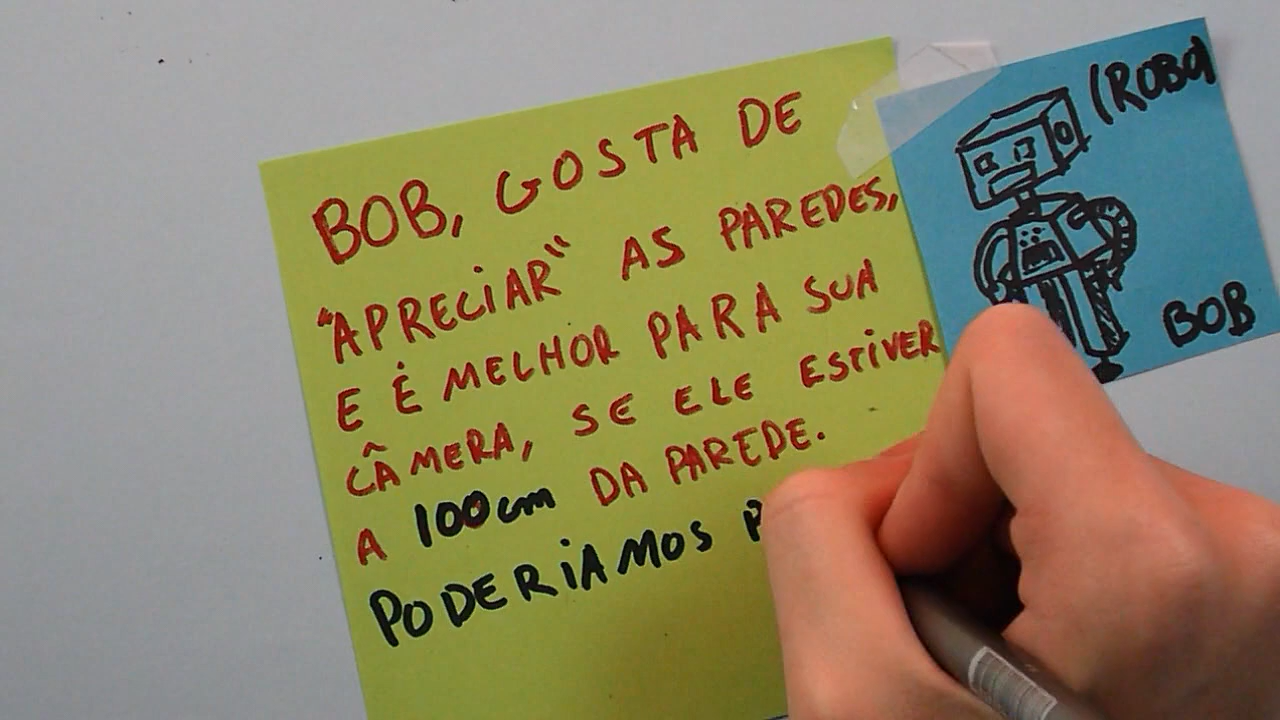 BOB, GOSTA DE
"APRECIAR" AS PAREDES,
E É MELHOR PARA SUA
CÂMERA, SE ELE ESTIVER
A 100cm DA PAREDE.
PODERIAMOS
(ROBO)
BOB